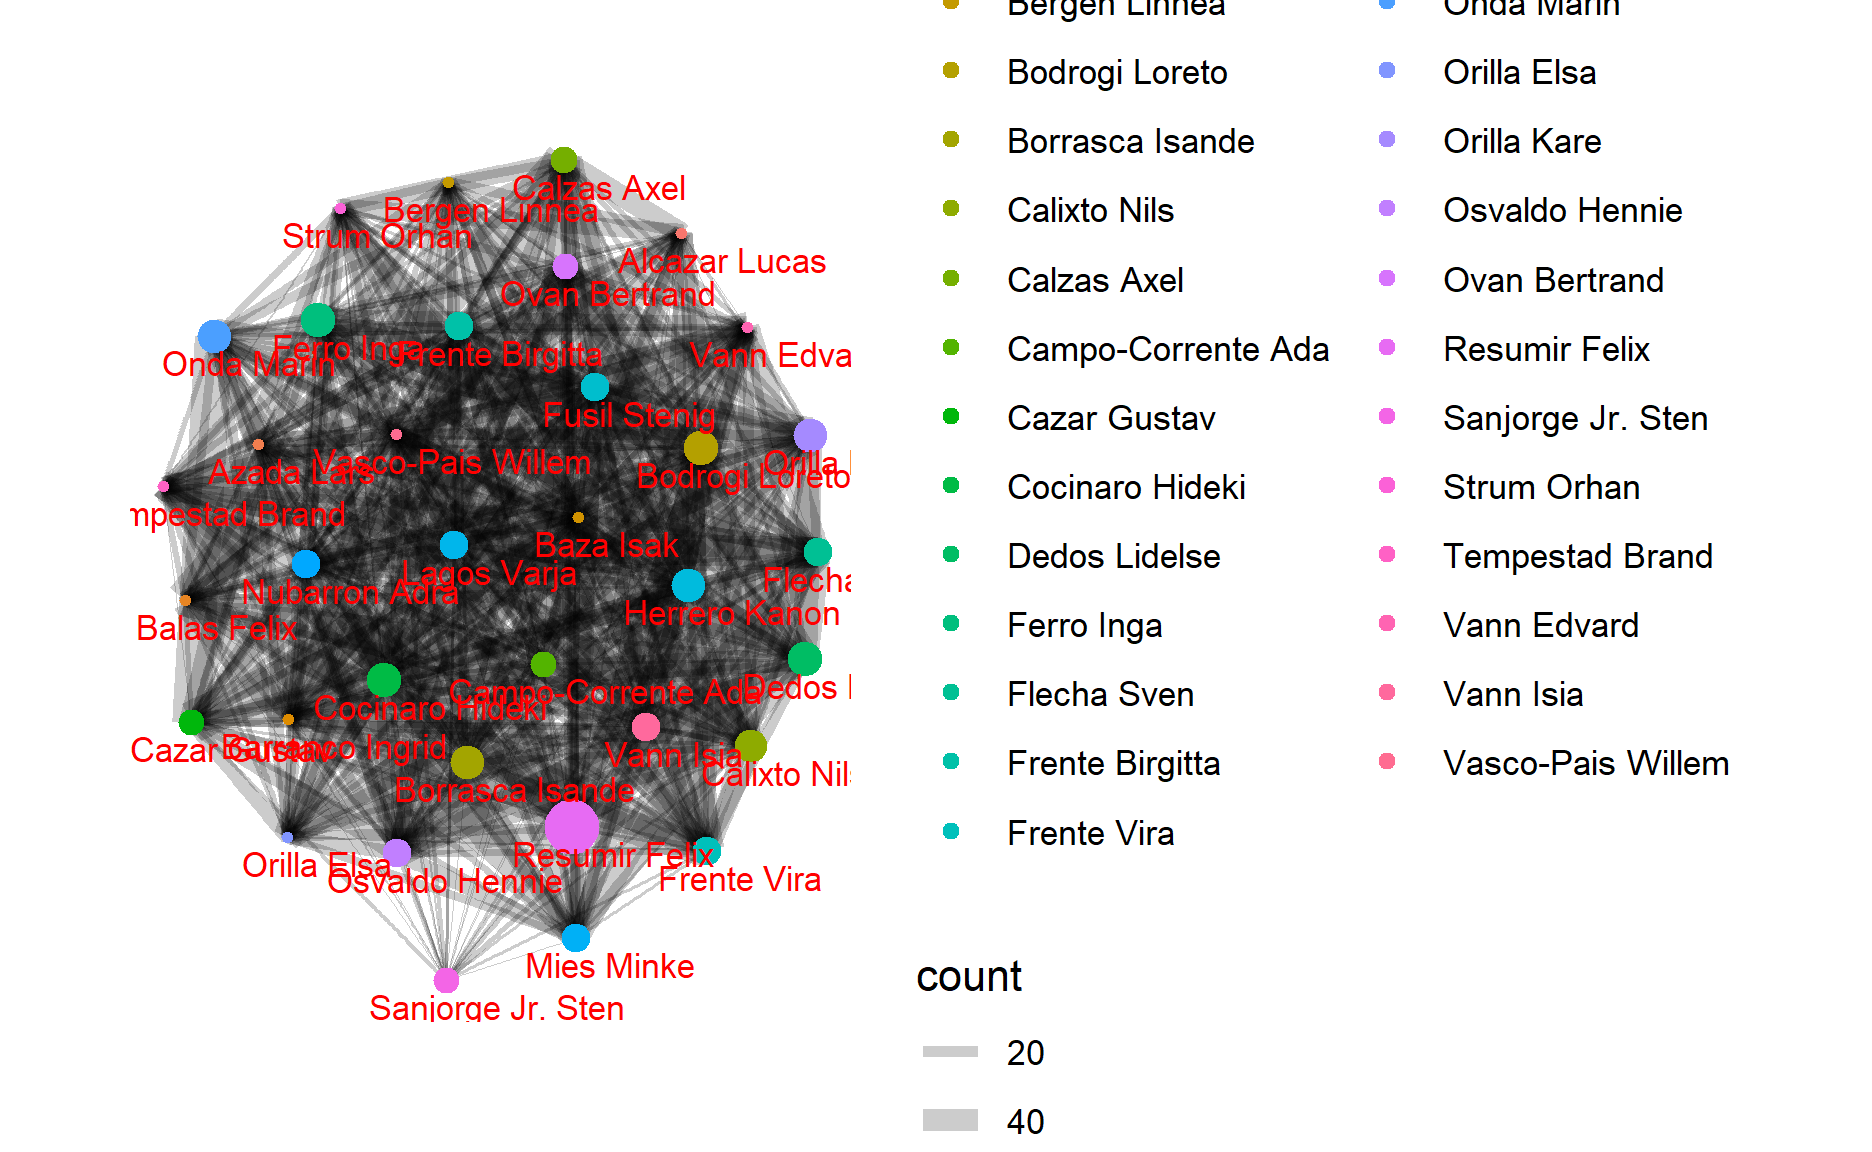 Calzas Axel
Bergen Linnea
Strum Orhan
Alcazar Lucas
Ovan Bertrand
Ferro Inga
Frente Birgitta
Onda Marin
Vann Edva
Fusil Stenig
Vasco-Pais Willem
Azada Lars
Orilla
Bodrogi Loreto
mpestad Brand
Baza Isak
Lagos Varja
Nubarron Adra
Flecha
Herrero Kanon
Balas Felix
Campo-Corrente Ada
Dedos
Cocinaro Hideki
Cazar Gustav
Barranco Ingrid
Vann Isia
Calixto Nils
Borrasca Isande
Resumir Felix
Orilla Elsa
Osvaldo Hennie
Frente Vira
Mies Minke
Sanjorge Jr. Sten
Bergen Linnea
Bodrogi Loreto
Borrasca Isande
Calixto Nils
Calzas Axel
Campo-Corrente Ada
Cazar Gustav
Cocinaro Hideki
Dedos Lidelse
Ferro Inga
Flecha Sven
Frente Birgitta
Frente Vira
Onda Marin
Orilla Elsa
Orilla Kare
Osvaldo Hennie
Ovan Bertrand
Resumir Felix
Sanjorge Jr. Sten
Strum Orhan
Tempestad Brand
Vann Edvard
Vann Isia
Vasco-Pais Willem
count
20
40